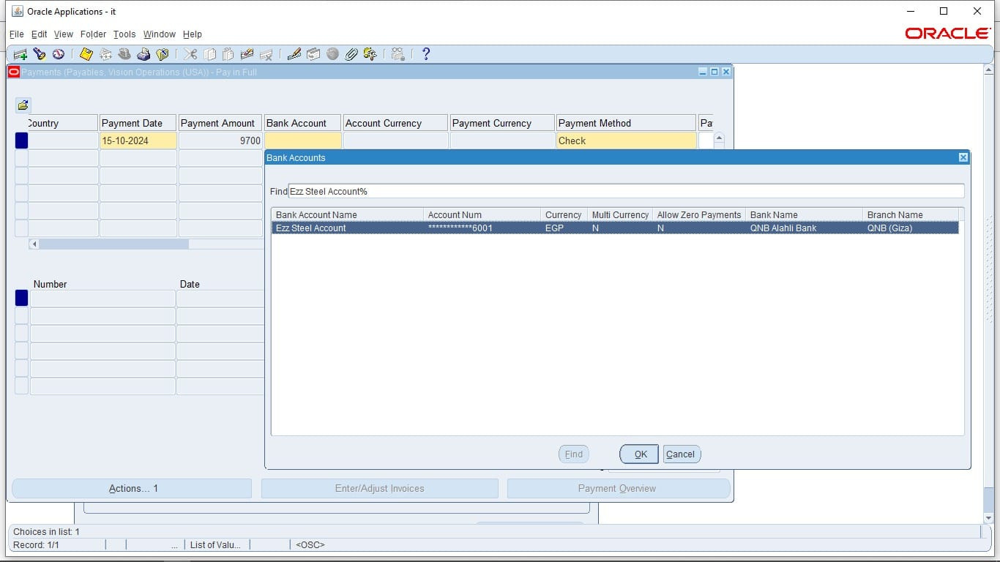 Oracle Applications - it
File Edit View Folder Tools Window Help
ORACLE
Payments (Payables, Vision Operations (USA)) - Pay in Full
Country Payment Date Payment Amount Bank Account Account Currency Payment Currency Payment Method Pa
15-10-2024 9700 Check
Bank Accounts
Find Ezz Steel Account%
Bank Account Name Account Num Currency Multi Currency Allow Zero Payments Bank Name Branch Name
Ezz Steel Account ************6001 EGP N N QNB Alahli Bank QNB (Giza)
Number Date
Find OK Cancel
Actions... 1 Enter/Adjust Invoices Payment Overview
Choices in list: 1
Record: 1/1 ... List of Valu... <OSC>